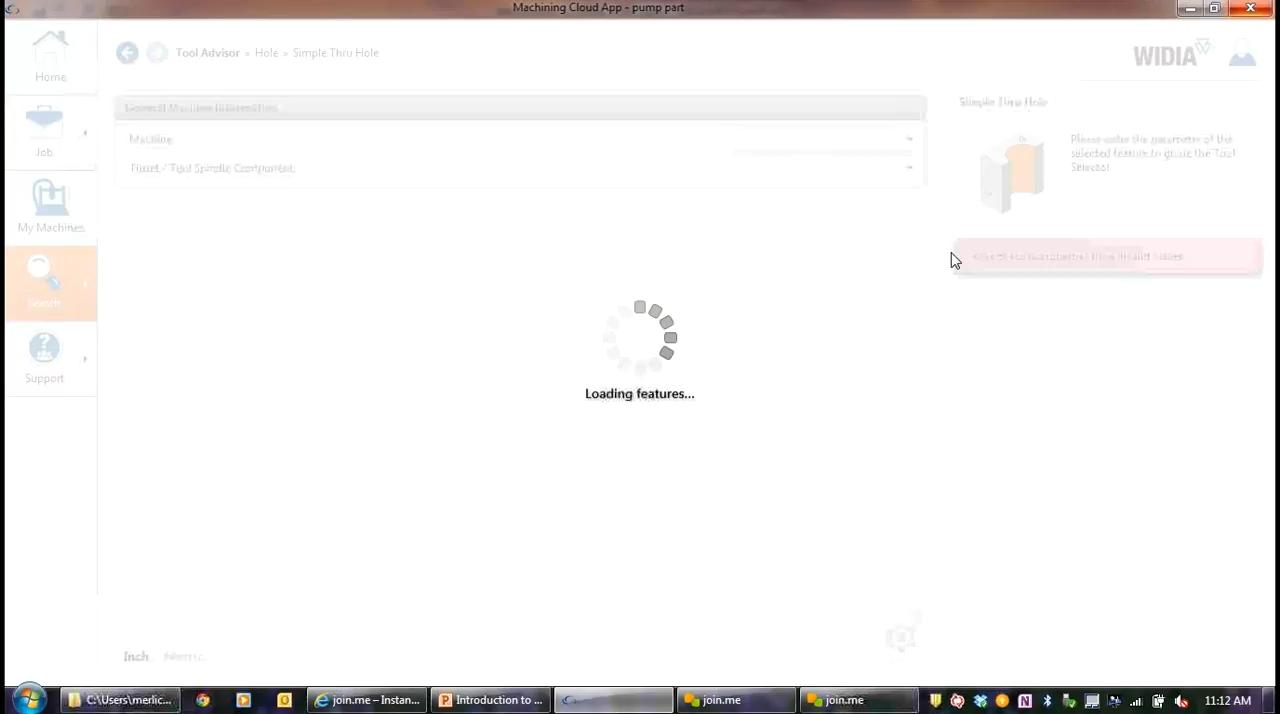 Machining Cloud App - pump part
Home
Tool Advisor » Hole » Simple Thru Hole
WIDIA
General Machine Information
Simple Thru Hole
Machine
Please enter the parameter of the
selected feature to guide the Tool
Selector
Job
Turret / Tool Spindle Component
My Machines
Search
Support
Loading features...
Inch Metric
C:\Users\merlic...
join.me – Instan...
Introduction to ...
join.me
join.me
11:12 AM